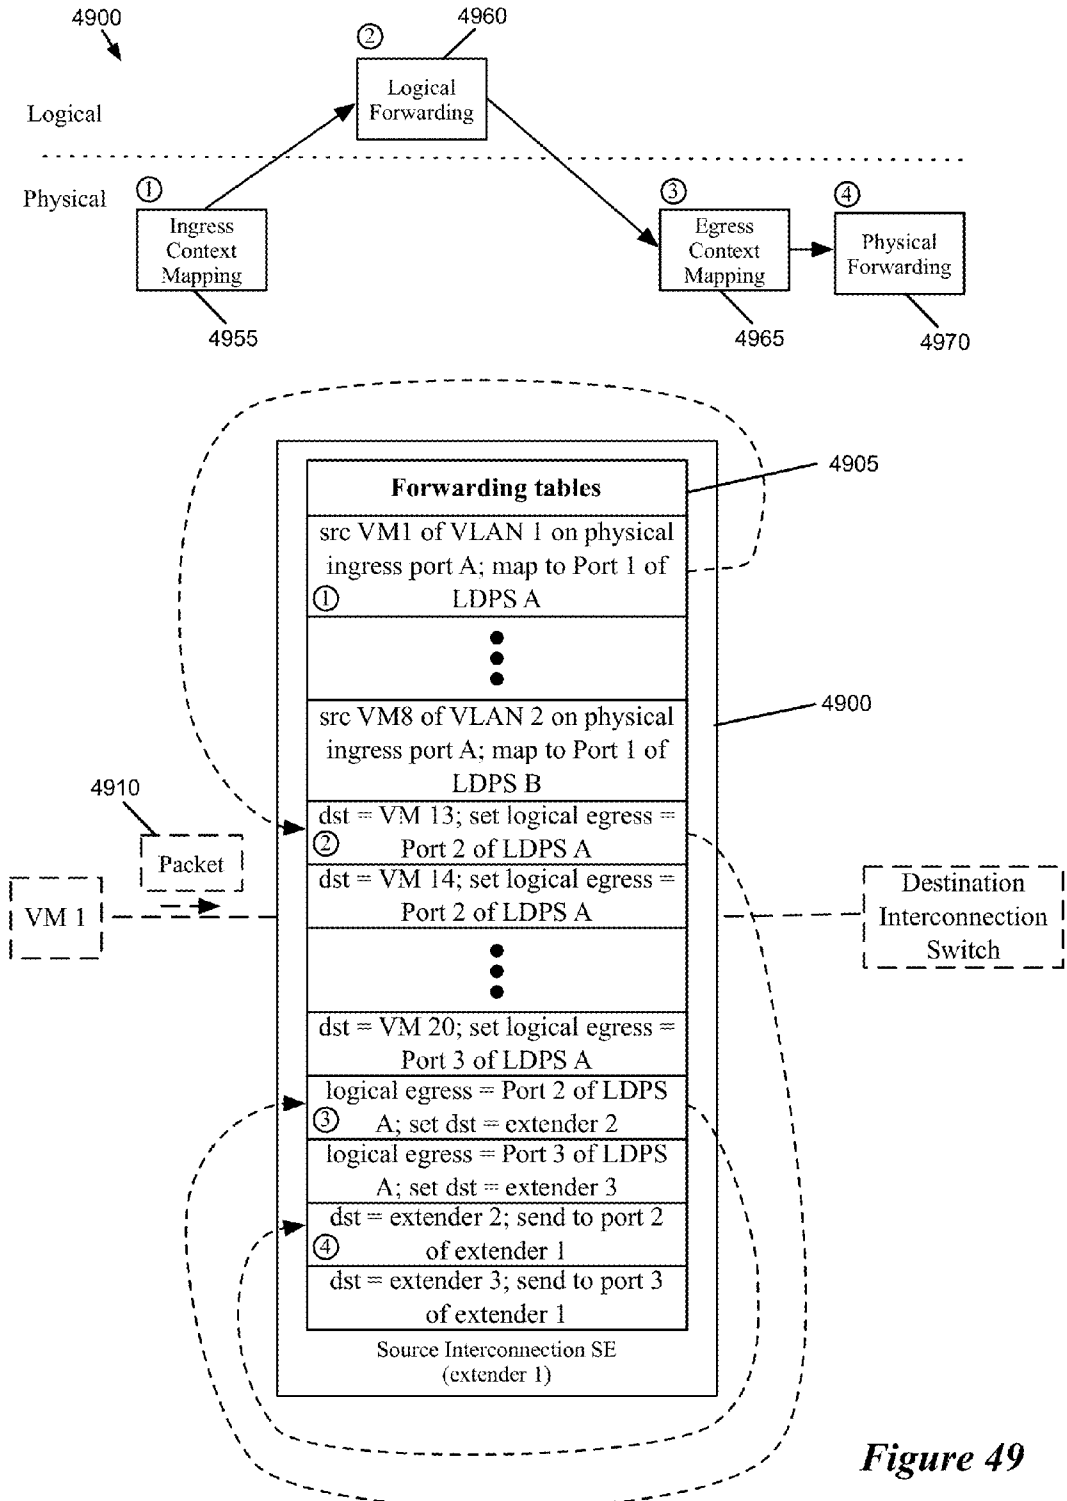 4900
②
4960
Logical
Forwarding
Logical
Physical
①
Ingress
Context
Mapping
4955
③
Egress
Context
Mapping
4965
④
Physical
Forwarding
4970
4905
Forwarding tables
src VM1 of VLAN 1 on physical
ingress port A; map to Port 1 of
① LDPS A
src VM8 of VLAN 2 on physical
ingress port A; map to Port 1 of
LDPS B
4900
4910
Packet
VM 1
dst = VM 13; set logical egress =
② Port 2 of LDPS A
dst = VM 14; set logical egress =
Port 2 of LDPS A
Destination
Interconnection
Switch
dst = VM 20; set logical egress =
Port 3 of LDPS A
logical egress = Port 2 of LDPS
③ A; set dst = extender 2
logical egress = Port 3 of LDPS
A; set dst = extender 3
dst = extender 2; send to port 2
④ of extender 1
dst = extender 3; send to port 3
of extender 1
Source Interconnection SE
(extender 1)
Figure 49